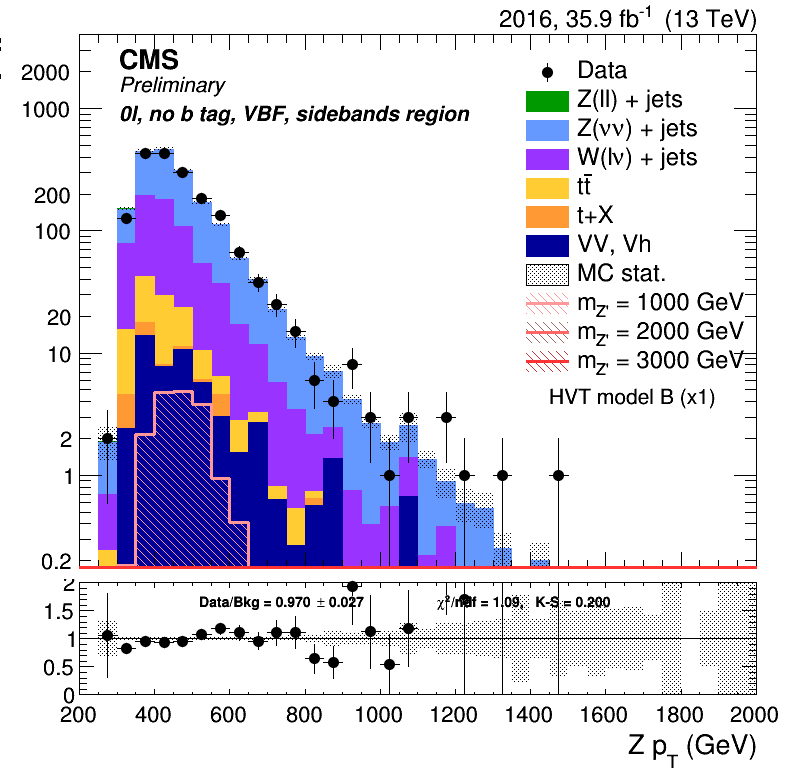 2016, 35.9 fb⁻¹ (13 TeV)
CMS
Preliminary
0l, no b tag, VBF, sidebands region
Data
Z(ll) + jets
Z(νν) + jets
W(lν) + jets
tt̄
t+X
VV, Vh
MC stat.
m_Z' = 1000 GeV
m_Z' = 2000 GeV
m_Z' = 3000 GeV
HVT model B (x1)
2000
1000
200
100
20
10
2
1
0.2
Data/Bkg = 0.970 ± 0.027 χ²/ndf = 1.09, K-S = 0.200
2
1.5
1
0.5
0
200 400 600 800 1000 1200 1400 1600 1800 2000
Z p_T (GeV)